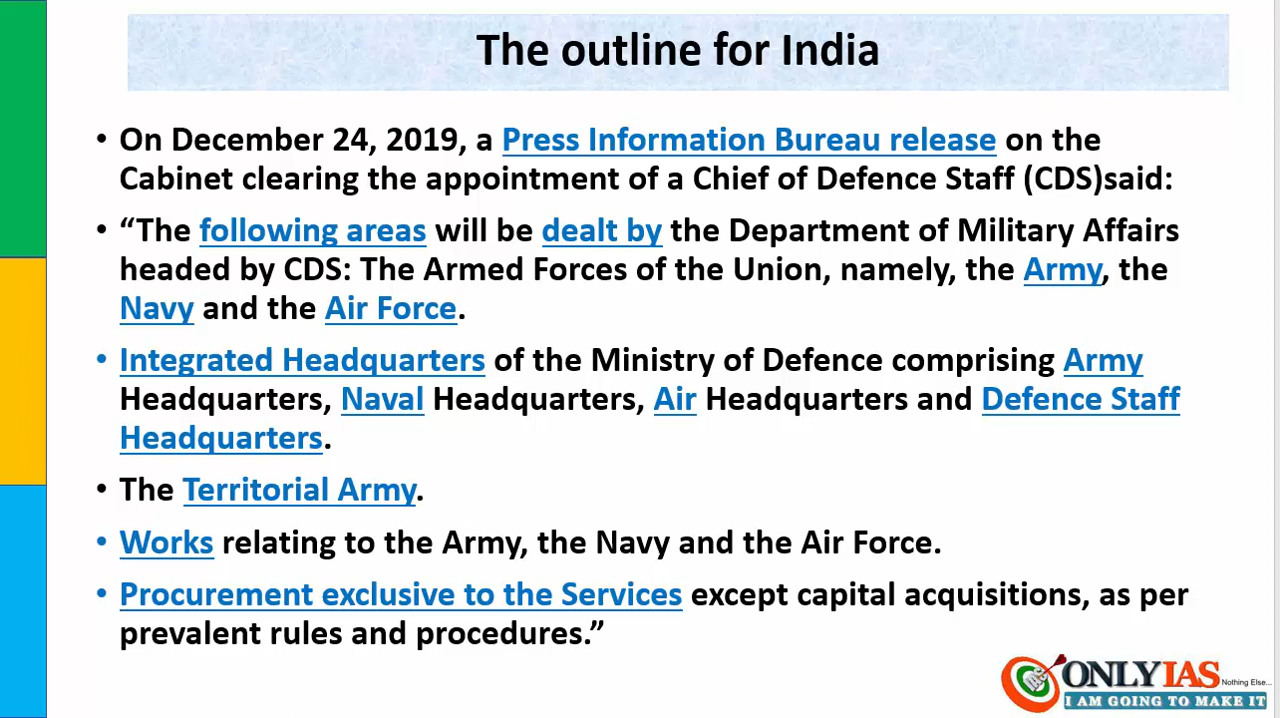 The outline for India
• On December 24, 2019, a Press Information Bureau release on the
Cabinet clearing the appointment of a Chief of Defence Staff (CDS)said:
• “The following areas will be dealt by the Department of Military Affairs
headed by CDS: The Armed Forces of the Union, namely, the Army, the
Navy and the Air Force.
• Integrated Headquarters of the Ministry of Defence comprising Army
Headquarters, Naval Headquarters, Air Headquarters and Defence Staff
Headquarters.
• The Territorial Army.
• Works relating to the Army, the Navy and the Air Force.
• Procurement exclusive to the Services except capital acquisitions, as per
prevalent rules and procedures.”
ONLYIAS Nothing Else...
I AM GOING TO MAKE IT